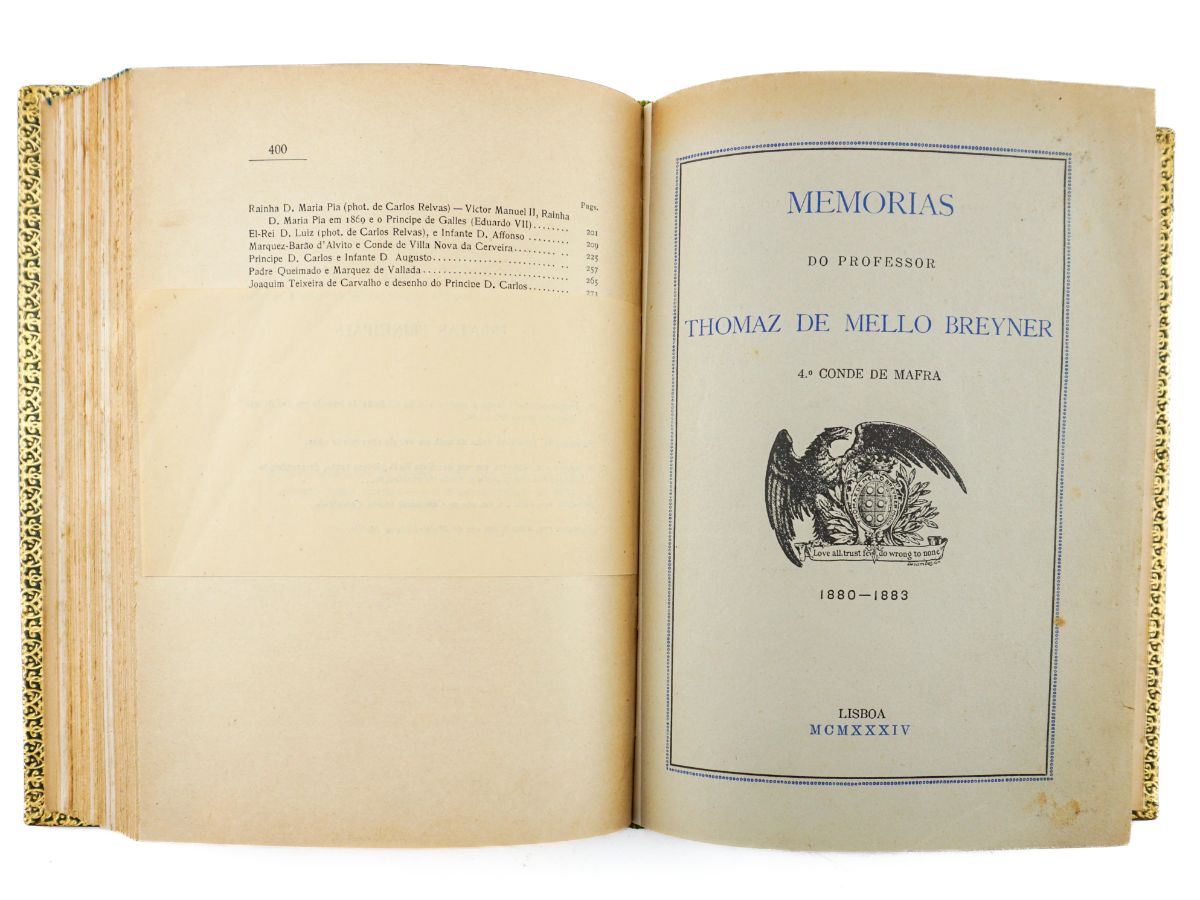 400
Pags.
Rainha D. Maria Pia (phot. de Carlos Relvas) — Victor Manuel II, Rainha
D. Maria Pia em 1869 e o Principe de Galles (Eduardo VII)........ 201
El-Rei D. Luiz (phot. de Carlos Relvas), e Infante D. Affonso ......... 209
Marquez-Barão d'Alvito e Conde de Villa Nova da Cerveira........... .. 225
Principe D. Carlos e Infante D Augusto........................ .. 257
Padre Queimado e Marquez de Vallada........................... 265
Joaquim Teixeira de Carvalho e desenho do Principe D. Carlos......... 271
MEMORIAS
DO PROFESSOR
THOMAZ DE MELLO BREYNER
4.º CONDE DE MAFRA
Love all trust few do wrong to none
1880—1883
LISBOA
MCMXXXIV